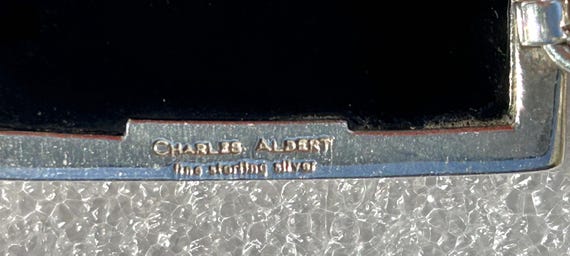 CHARLES ALBERT
fine sterling silver